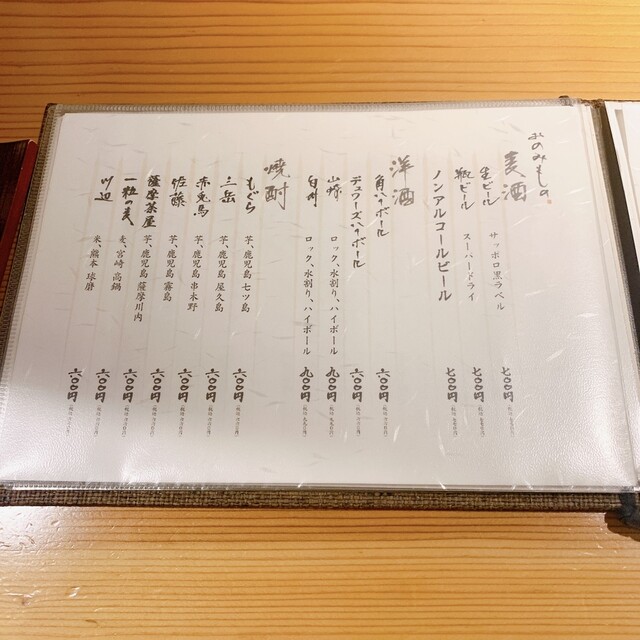 おのみもの
麦酒
生ビール サッポロ黒ラベル 七〇〇円
瓶ビール スーパードライ 七〇〇円
ノンアルコールビール 七〇〇円
洋酒
角ハイボール 六〇〇円
デュワーズハイボール 六〇〇円
山崎 ロック、水割り、ハイボール 九〇〇円
白州 ロック、水割り、ハイボール 九〇〇円
焼酎
もぐら 芋、鹿児島 七ツ島 六〇〇円
三岳 芋、鹿児島 屋久島 六〇〇円
赤兎馬 芋、鹿児島 串木野 六〇〇円
佐藤 芋、鹿児島 霧島 六〇〇円
薩摩茶屋 芋、鹿児島 薩摩川内 六〇〇円
一粒の麦 麦、宮崎 高鍋 六〇〇円
川辺 米、熊本 球磨 六〇〇円